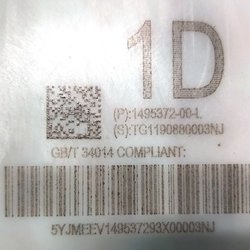 1D
(P):1495372-00-L
(S):TG1190880003NJ
GB/T 34014 COMPLIANT:
5YJMEEV149537293X00003NJ